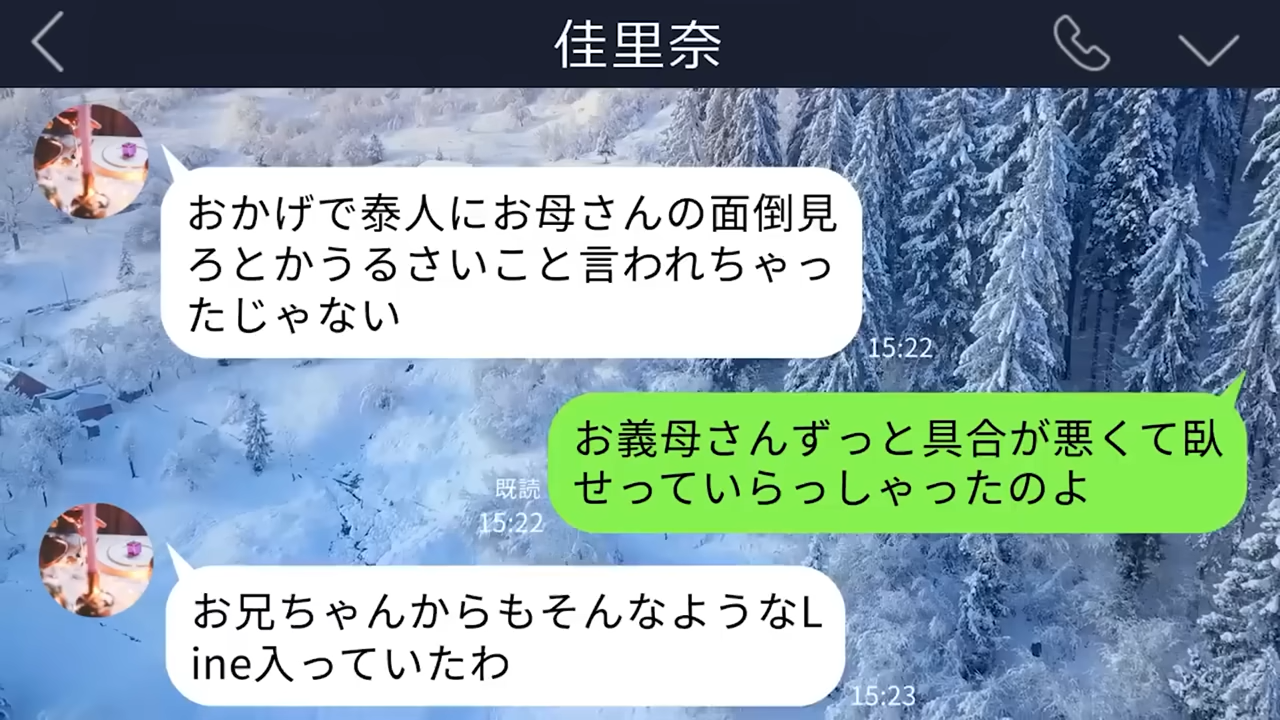 佳里奈
おかげで泰人にお母さんの面倒見
ろとかうるさいこと言われちゃっ
たじゃない
15:22
お義母さんずっと具合が悪くて臥
せっていらっしゃったのよ
既読
15:22
お兄ちゃんからもそんなようなL
ine入っていたわ
15:23